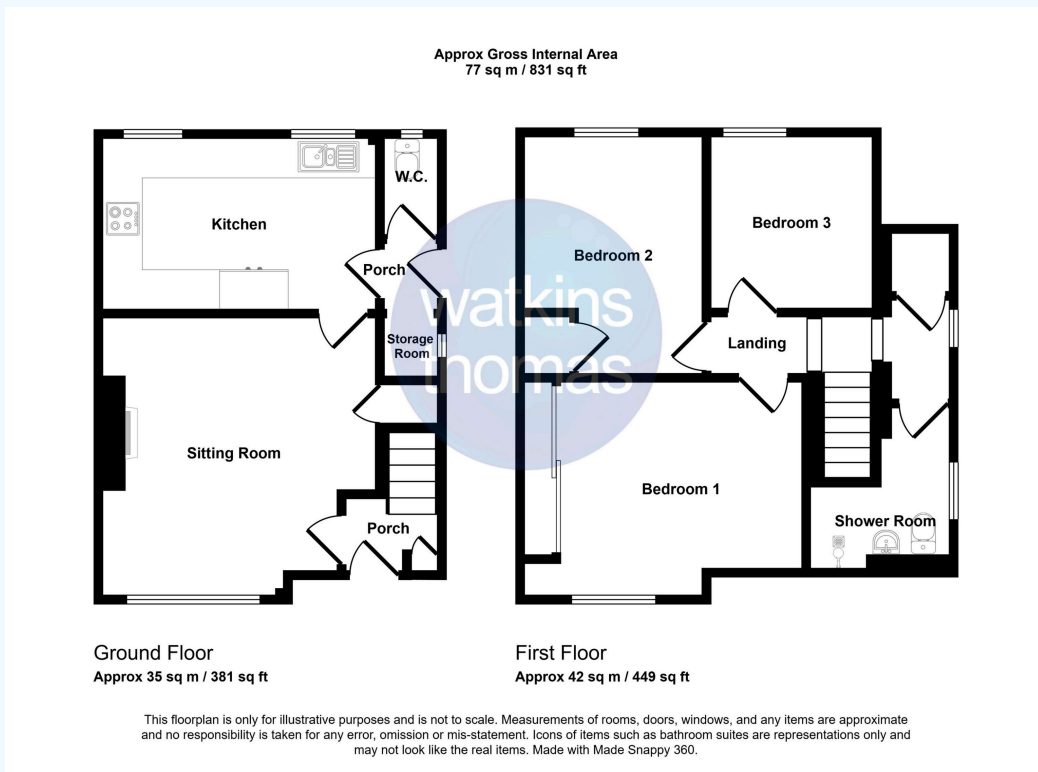 Approx Gross Internal Area
77 sq m / 831 sq ft
W.C.
Kitchen
Porch
Storage
Room
Sitting Room
Porch
Bedroom 2
Bedroom 3
Landing
Bedroom 1
Shower Room
watkins
thomas
Ground Floor
Approx 35 sq m / 381 sq ft
First Floor
Approx 42 sq m / 449 sq ft
This floorplan is only for illustrative purposes and is not to scale. Measurements of rooms, doors, windows, and any items are approximate
and no responsibility is taken for any error, omission or mis-statement. Icons of items such as bathroom suites are representations only and
may not look like the real items. Made with Made Snappy 360.